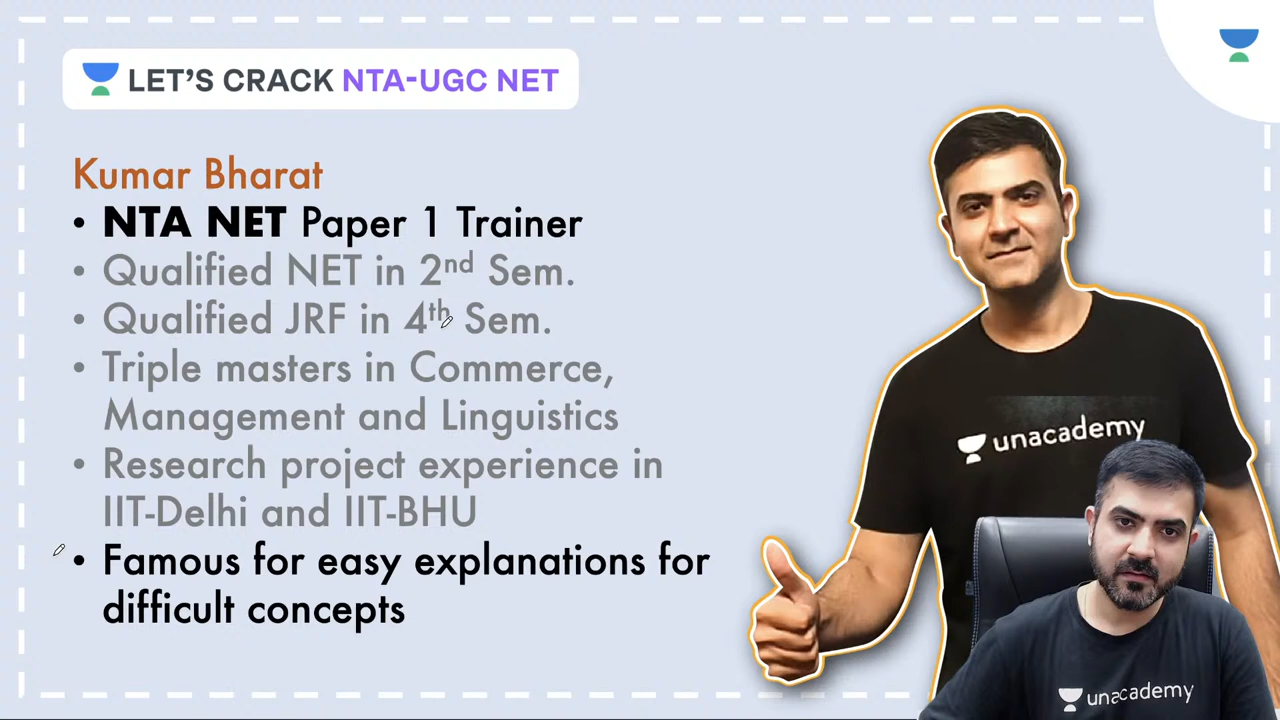 LET'S CRACK NTA-UGC NET
Kumar Bharat
• NTA NET Paper 1 Trainer
• Qualified NET in 2nd Sem.
• Qualified JRF in 4th Sem.
• Triple masters in Commerce,
Management and Linguistics
• Research project experience in
IIT-Delhi and IIT-BHU
• Famous for easy explanations for
difficult concepts
unacademy
unacademy